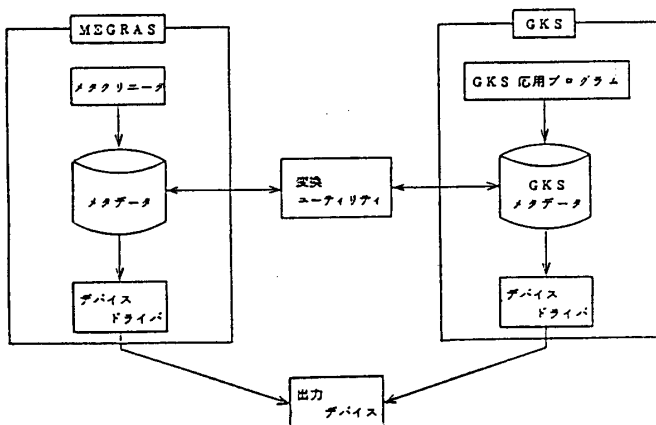 MEGRAS
GKS
メタクリエータ
GKS 応用プログラム
メタデータ
変換
ユーティリティ
GKS
メタデータ
デバイス
ドライバ
デバイス
ドライバ
出力
デバイス